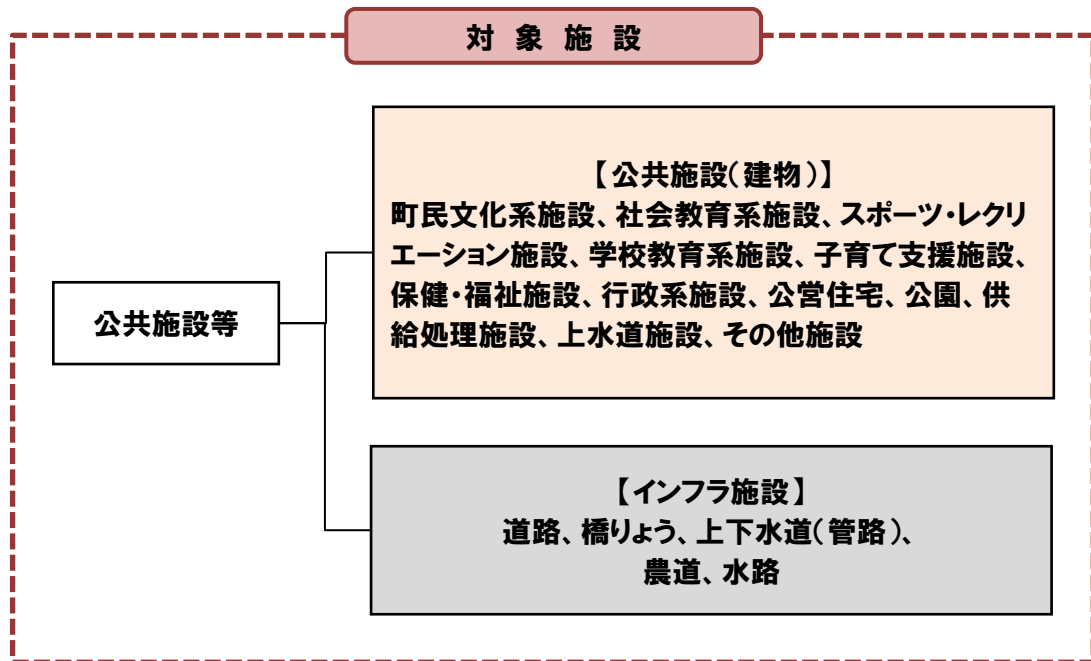 対象施設
【公共施設（建物）】
町民文化系施設、社会教育系施設、スポーツ・レクリ
エーション施設、学校教育系施設、子育て支援施設、
保健・福祉施設、行政系施設、公営住宅、公園、供
給処理施設、上水道施設、その他施設
公共施設等
【インフラ施設】
道路、橋りょう、上下水道（管路）、
農道、水路